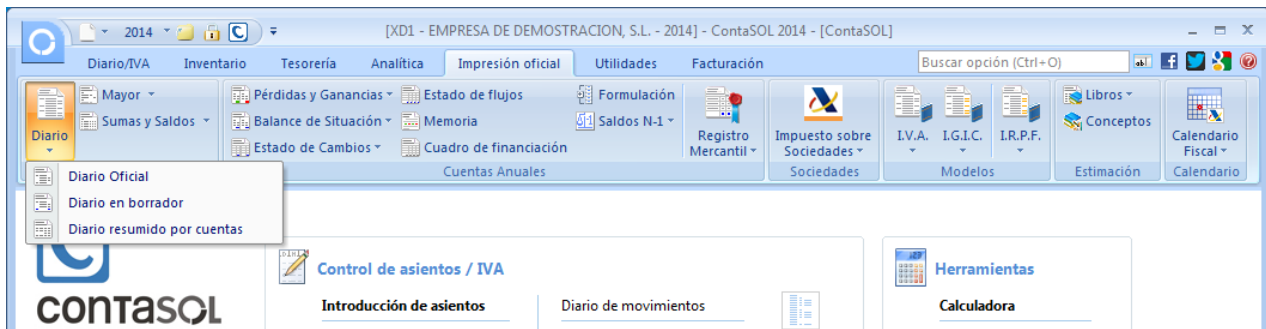 2014 [XD1 - EMPRESA DE DEMOSTRACION, S.L. - 2014] - ContaSOL 2014 - [ContaSOL]
Diario/IVA Inventario Tesorería Analítica Impresión oficial Utilidades Facturación Buscar opción (Ctrl+O)
Mayor Pérdidas y Ganancias Estado de flujos Formulación Libros
Sumas y Saldos Balance de Situación Memoria Saldos N-1 Conceptos
Diario Estado de Cambios Cuadro de financiación Registro Mercantil Impuesto sobre Sociedades I.V.A. I.G.I.C. I.R.P.F. Calendario Fiscal
Cuentas Anuales Sociedades Modelos Estimación Calendario
Diario Oficial
Diario en borrador
Diario resumido por cuentas
Control de asientos / IVA Herramientas
contasol Introducción de asientos Diario de movimientos Calculadora